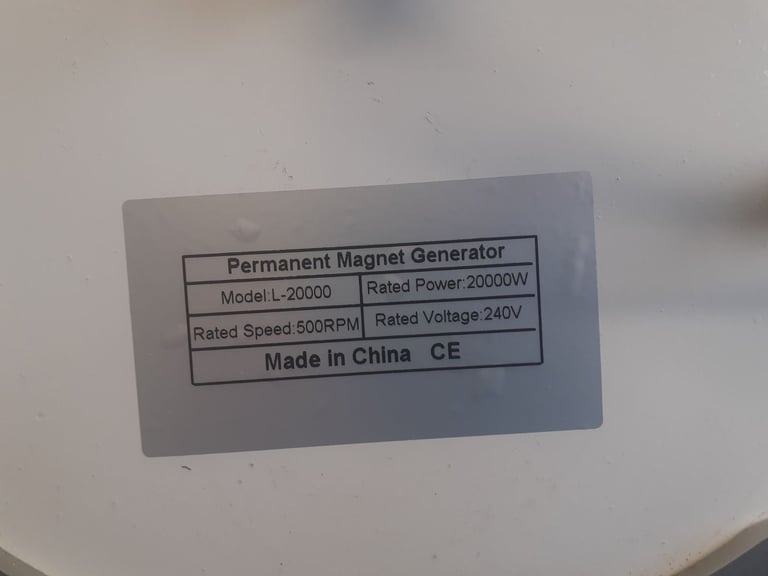 Permanent Magnet Generator
Model:L-20000 Rated Power:20000W
Rated Speed:500RPM Rated Voltage:240V
Made in China CE